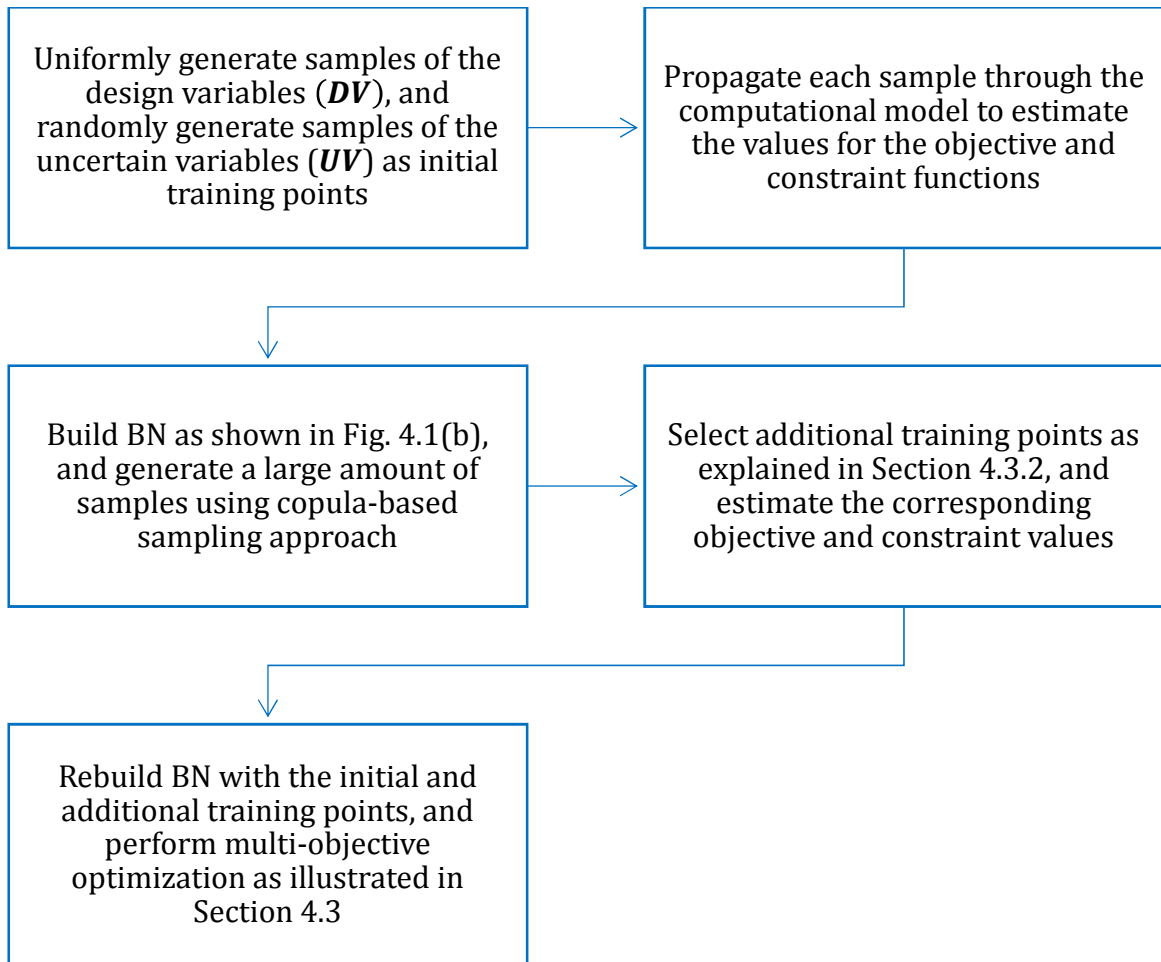 Uniformly generate samples of the
design variables (DV), and
randomly generate samples of the
uncertain variables (UV) as initial
training points
Propagate each sample through the
computational model to estimate
the values for the objective and
constraint functions
Build BN as shown in Fig. 4.1(b),
and generate a large amount of
samples using copula-based
sampling approach
Select additional training points as
explained in Section 4.3.2, and
estimate the corresponding
objective and constraint values
Rebuild BN with the initial and
additional training points, and
perform multi-objective
optimization as illustrated in
Section 4.3